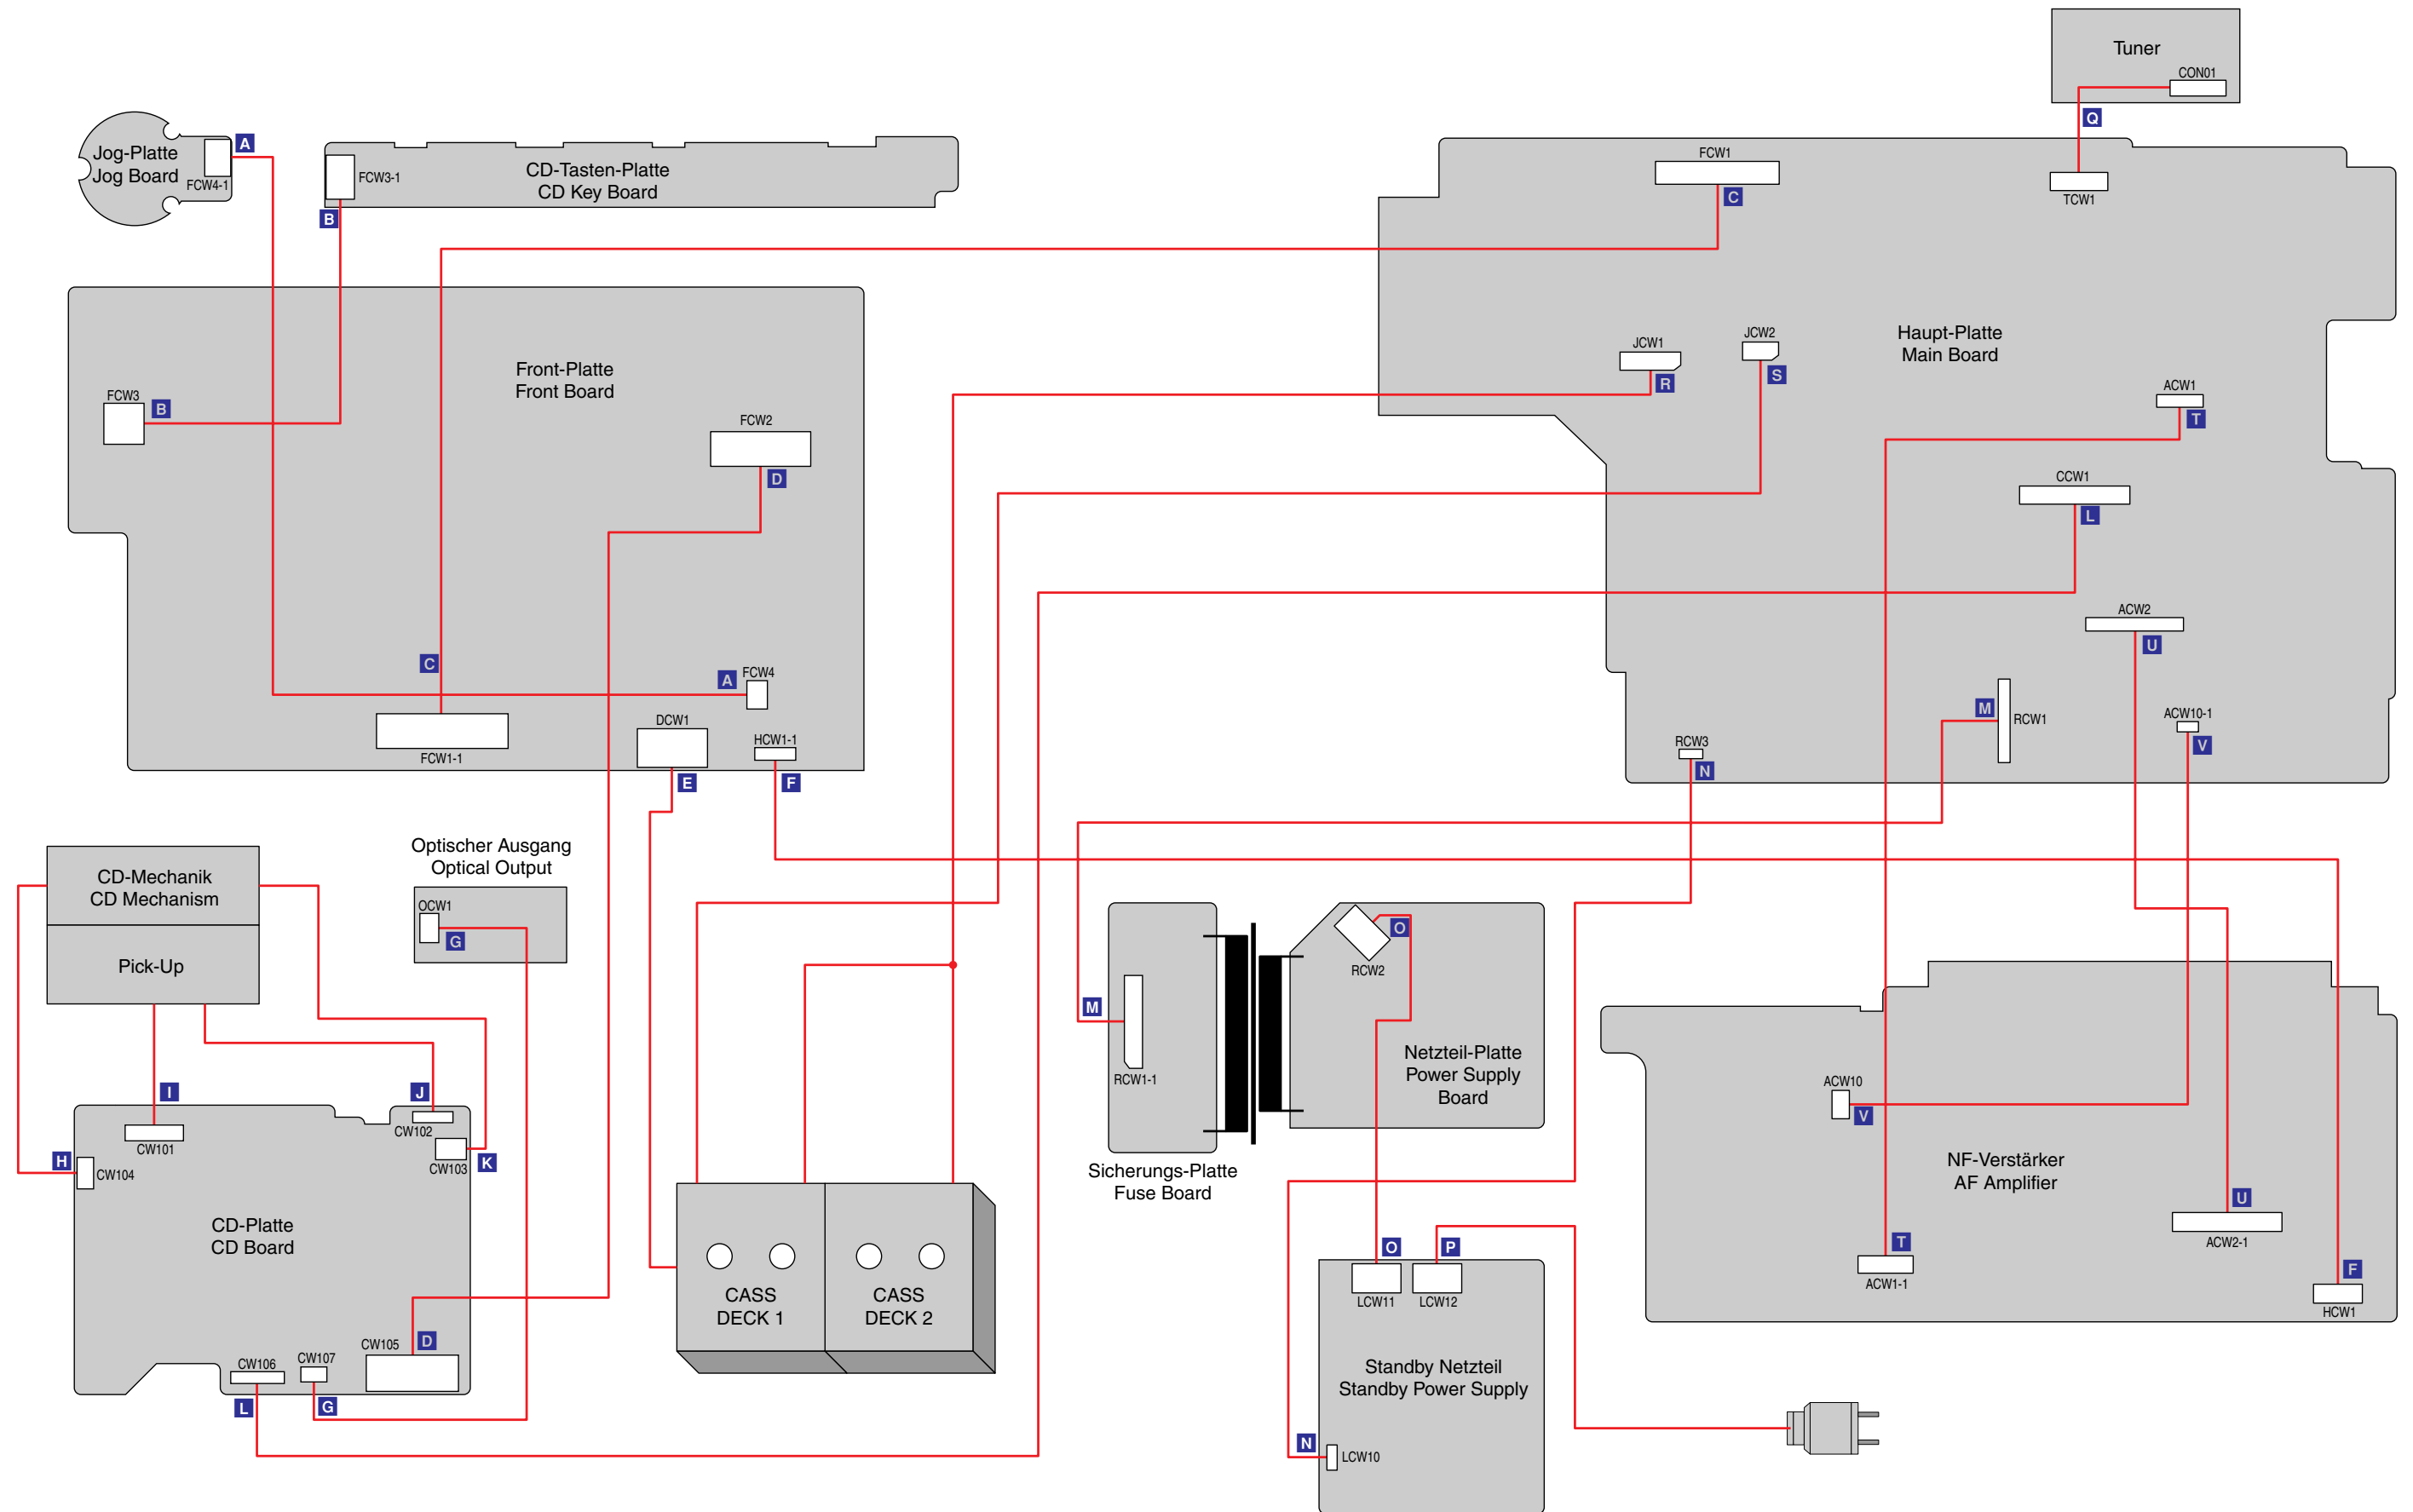 Tuner
CON01
Q
Jog-Platte
Jog Board
FCW4-1
A
FCW3-1
B
CD-Tasten-Platte
CD Key Board
FCW1
C
TCW1
Front-Platte
Front Board
FCW3
B
FCW2
D
C
A
FCW4
FCW1-1
DCW1
E
HCW1-1
F
Haupt-Platte
Main Board
JCW1
R
JCW2
S
ACW1
T
CCW1
L
ACW2
U
M
RCW1
ACW10-1
V
RCW3
N
CD-Mechanik
CD Mechanism
Pick-Up
Optischer Ausgang
Optical Output
OCW1
G
I
J
CW101
CW102
CW103
K
H
CW104
CD-Platte
CD Board
CW105
D
CW106
CW107
L
G
CASS
DECK 1
CASS
DECK 2
M
RCW1-1
Sicherungs-Platte
Fuse Board
O
RCW2
Netzteil-Platte
Power Supply
Board
O
P
LCW11
LCW12
Standby Netzteil
Standby Power Supply
N
LCW10
ACW10
V
NF-Verstärker
AF Amplifier
T
ACW1-1
U
ACW2-1
F
HCW1